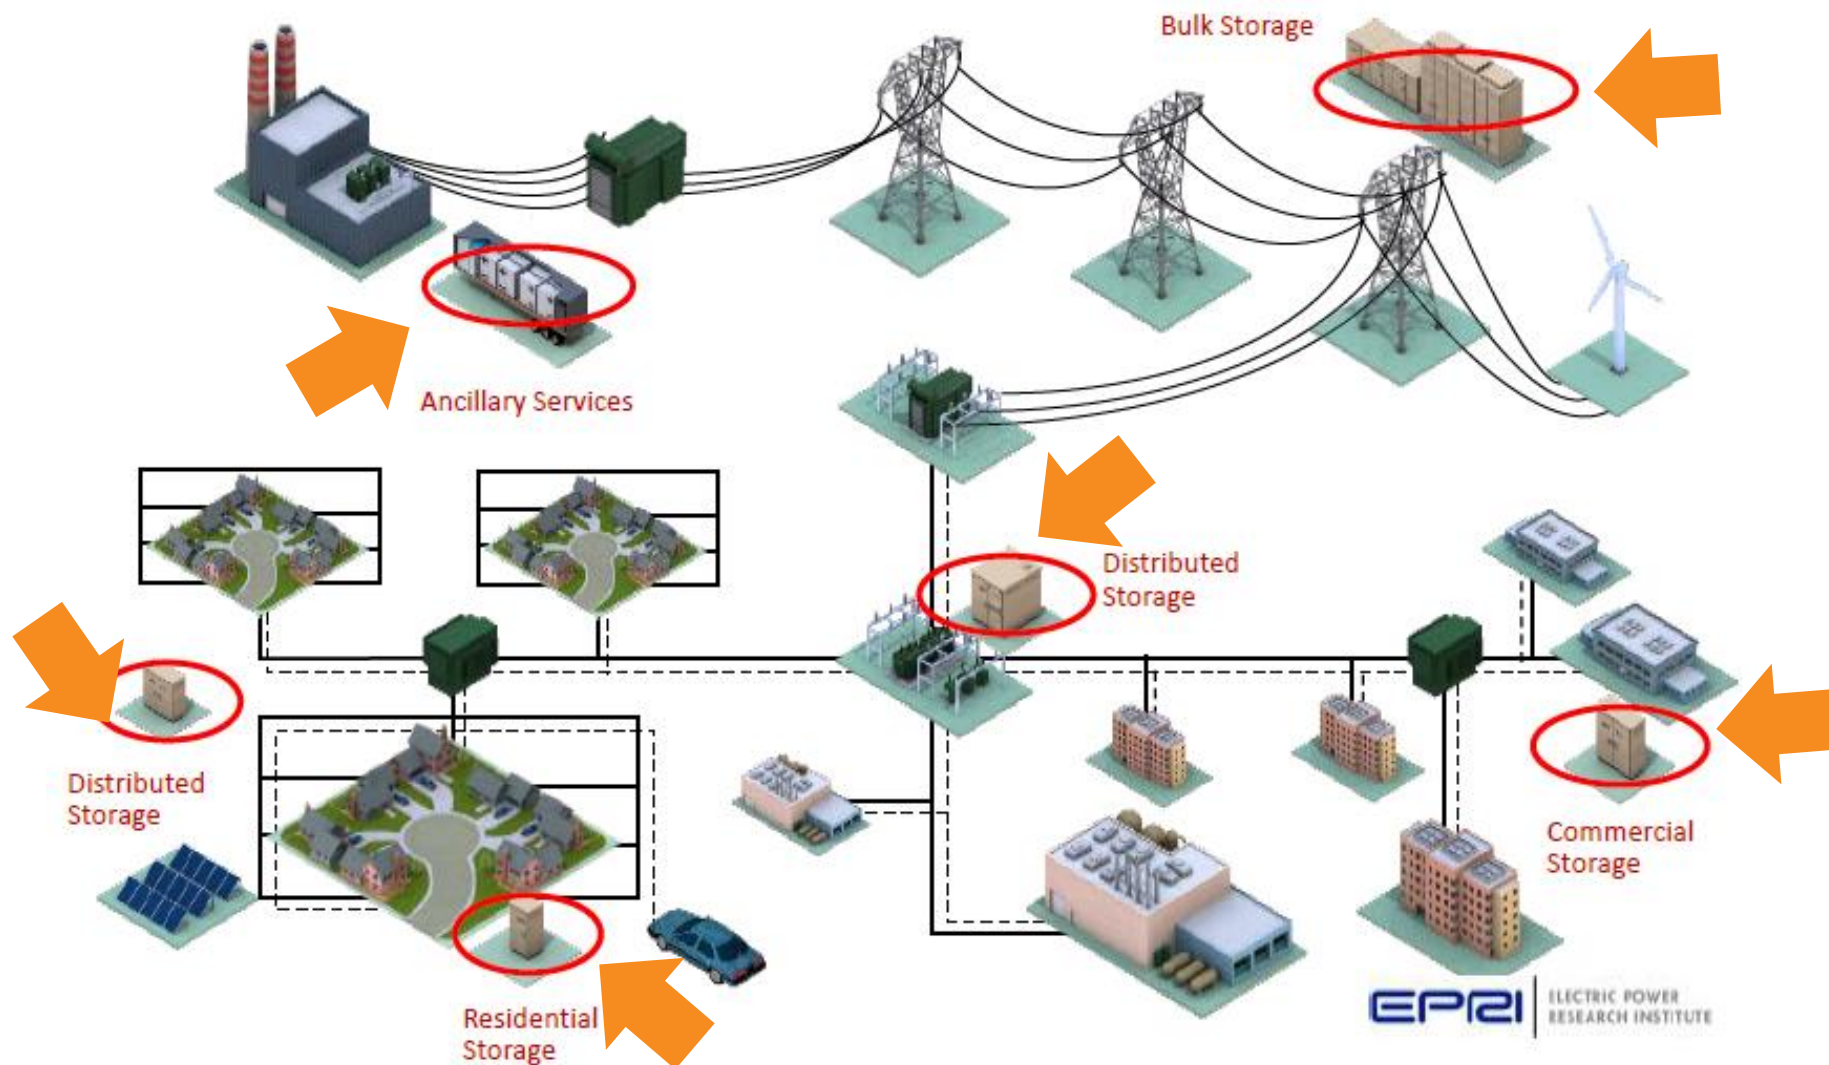 Bulk Storage
Ancillary Services
Distributed
Storage
Distributed
Storage
Commercial
Storage
Residential
Storage
EPRI
ELECTRIC POWER
RESEARCH INSTITUTE